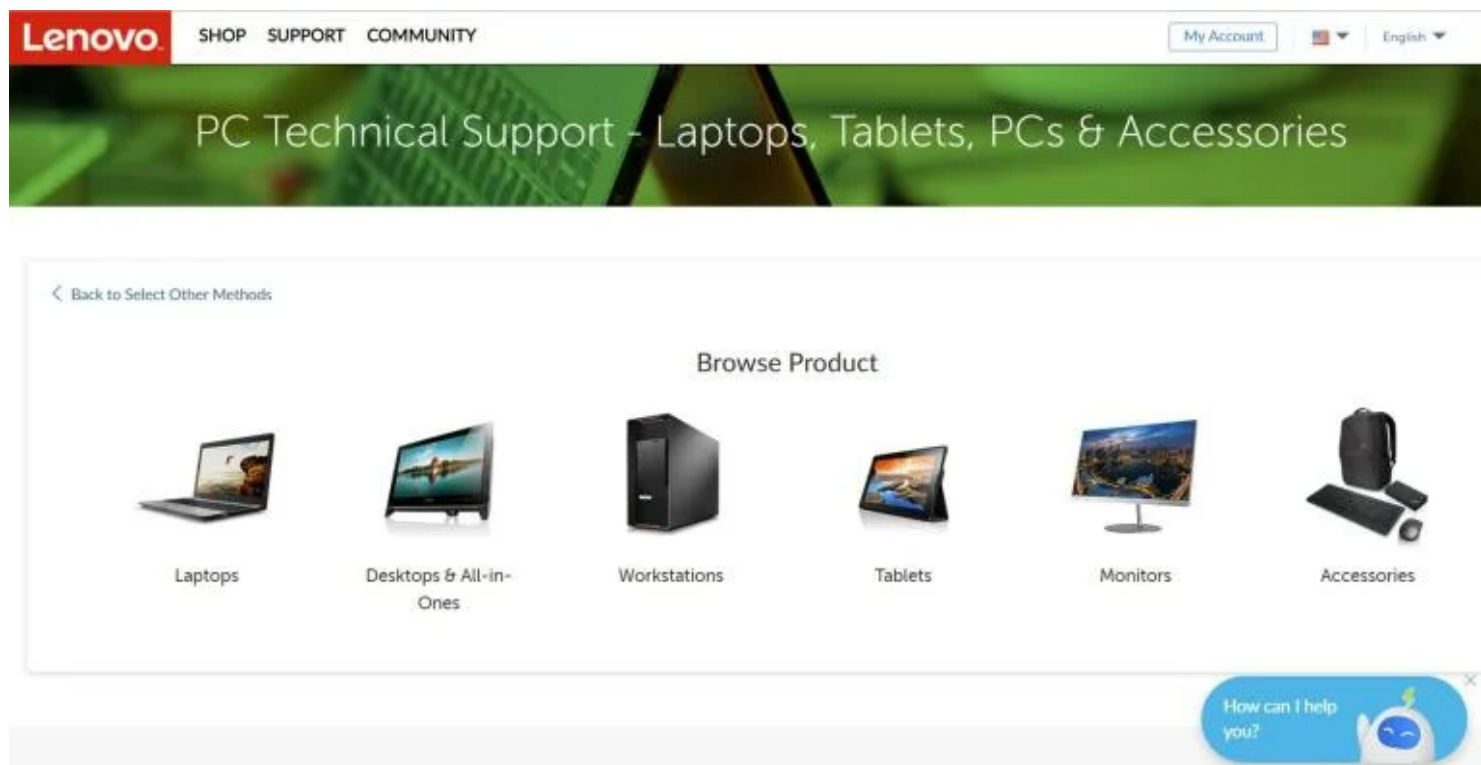 Lenovo.
SHOP SUPPORT COMMUNITY
My Account
English
PC Technical Support - Laptops, Tablets, PCs & Accessories
Back to Select Other Methods
Browse Product
Laptops
Desktops & All-in-
Ones
Workstations
Tablets
Monitors
Accessories
How can I help
you?